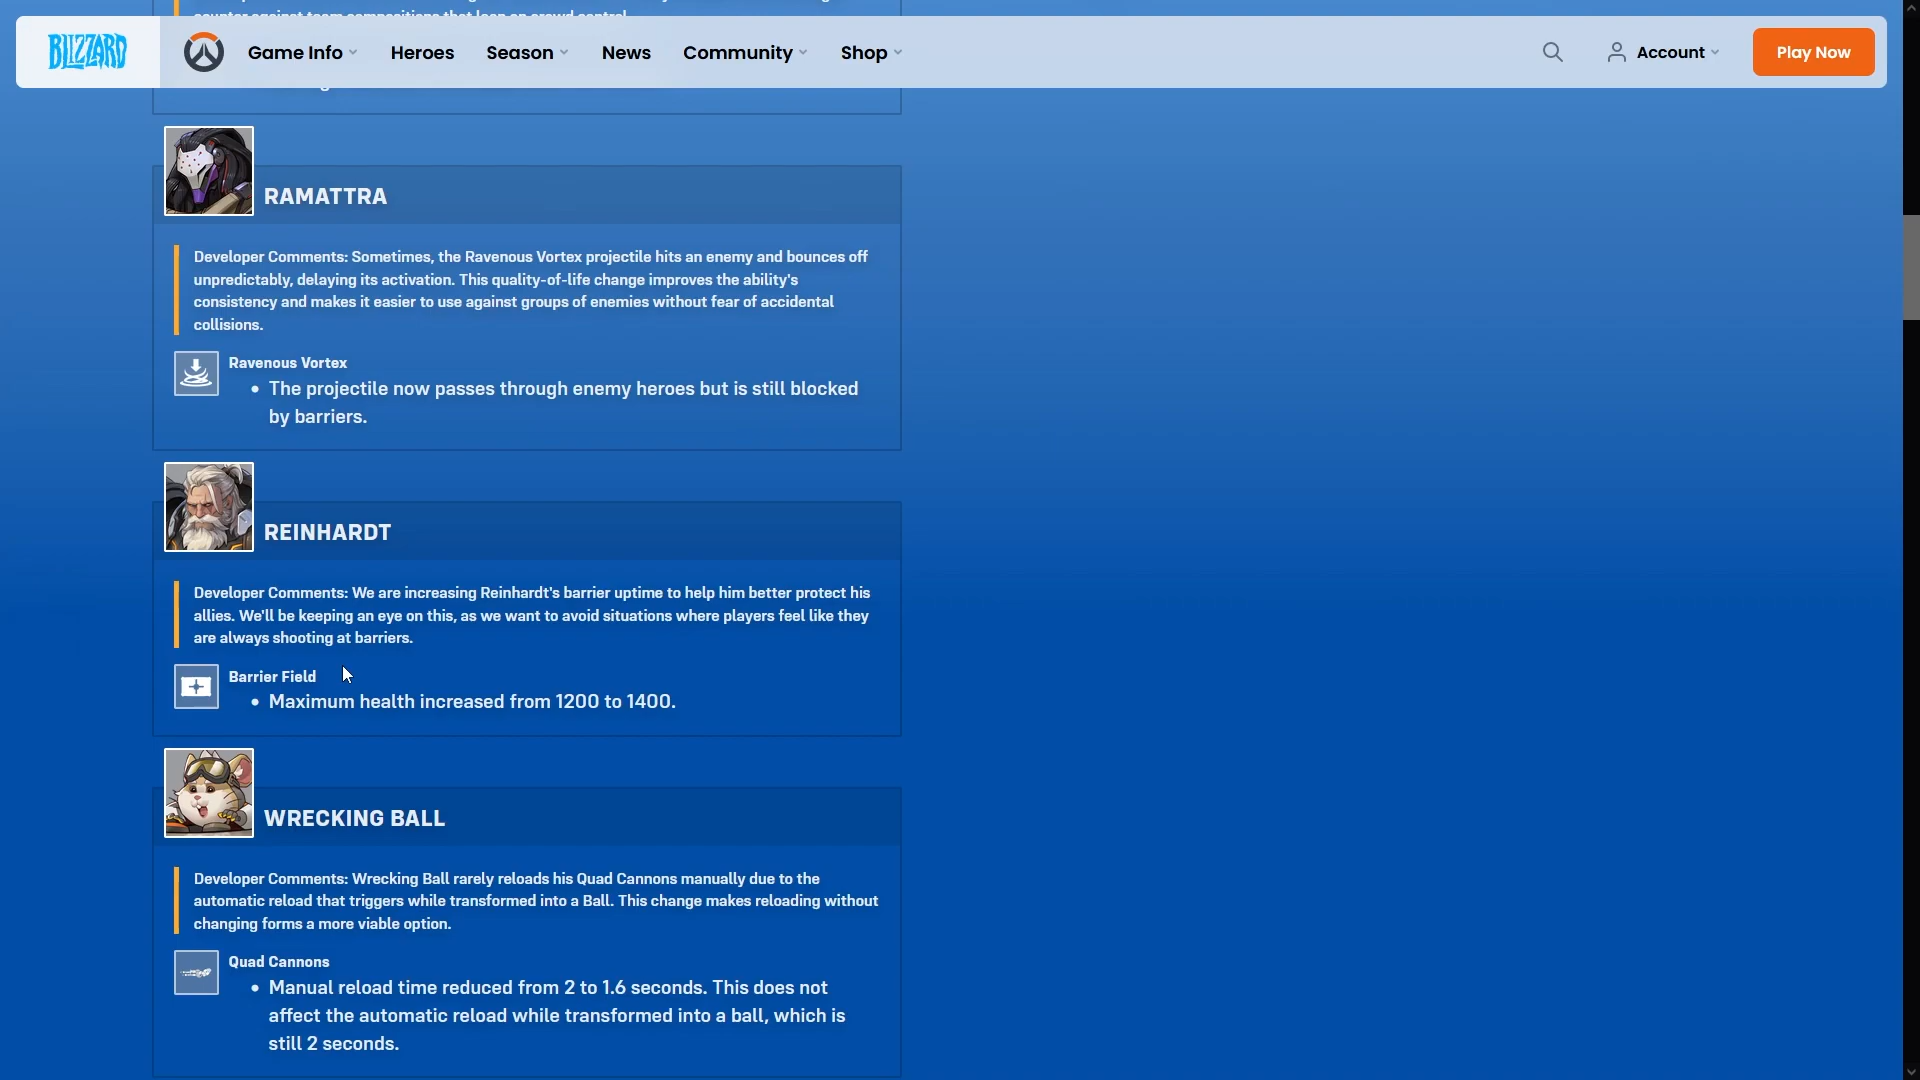 BLIZZARD
Game Info
Heroes
Season
News
Community
Shop
Account
Play Now
RAMATTRA
Developer Comments: Sometimes, the Ravenous Vortex projectile hits an enemy and bounces off
unpredictably, delaying its activation. This quality-of-life change improves the ability's
consistency and makes it easier to use against groups of enemies without fear of accidental
collisions.
Ravenous Vortex
• The projectile now passes through enemy heroes but is still blocked
by barriers.
REINHARDT
Developer Comments: We are increasing Reinhardt's barrier uptime to help him better protect his
allies. We'll be keeping an eye on this, as we want to avoid situations where players feel like they
are always shooting at barriers.
Barrier Field
• Maximum health increased from 1200 to 1400.
WRECKING BALL
Developer Comments: Wrecking Ball rarely reloads his Quad Cannons manually due to the
automatic reload that triggers while transformed into a Ball. This change makes reloading without
changing forms a more viable option.
Quad Cannons
• Manual reload time reduced from 2 to 1.6 seconds. This does not
affect the automatic reload while transformed into a ball, which is
still 2 seconds.